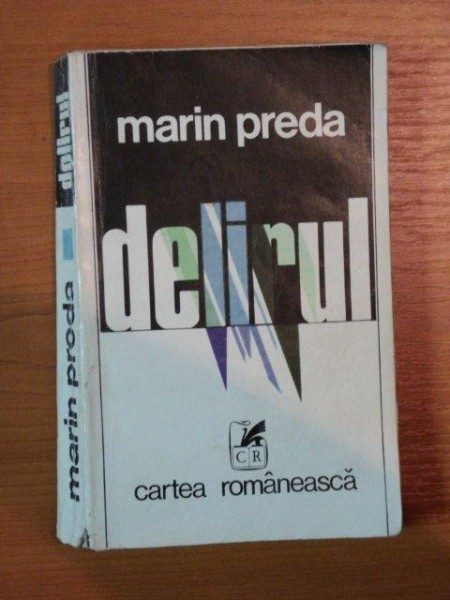 marin preda
delirul
CR
cartea românească
marin preda
delirul